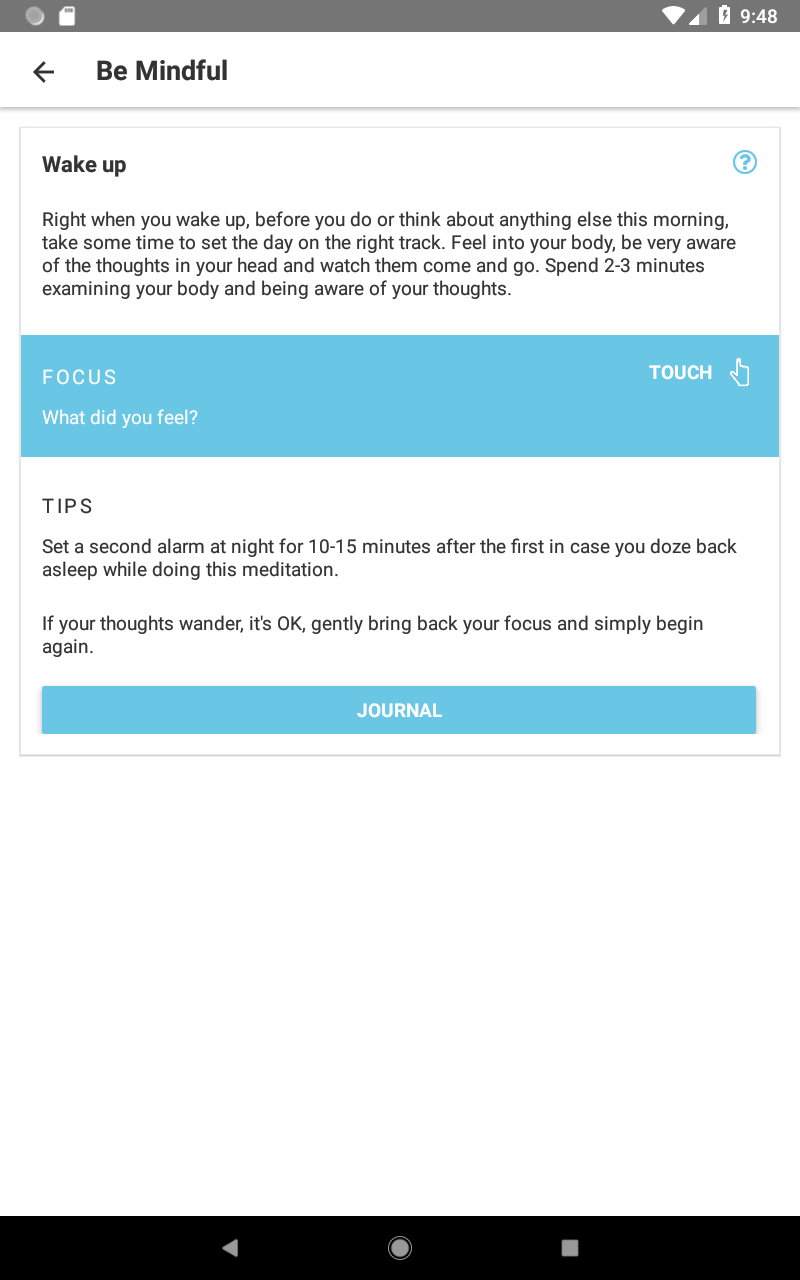 9:48
Be Mindful
Wake up
Right when you wake up, before you do or think about anything else this morning,
take some time to set the day on the right track. Feel into your body, be very aware
of the thoughts in your head and watch them come and go. Spend 2-3 minutes
examining your body and being aware of your thoughts.
FOCUS
TOUCH
What did you feel?
TIPS
Set a second alarm at night for 10-15 minutes after the first in case you doze back
asleep while doing this meditation.
If your thoughts wander, it's OK, gently bring back your focus and simply begin
again.
JOURNAL